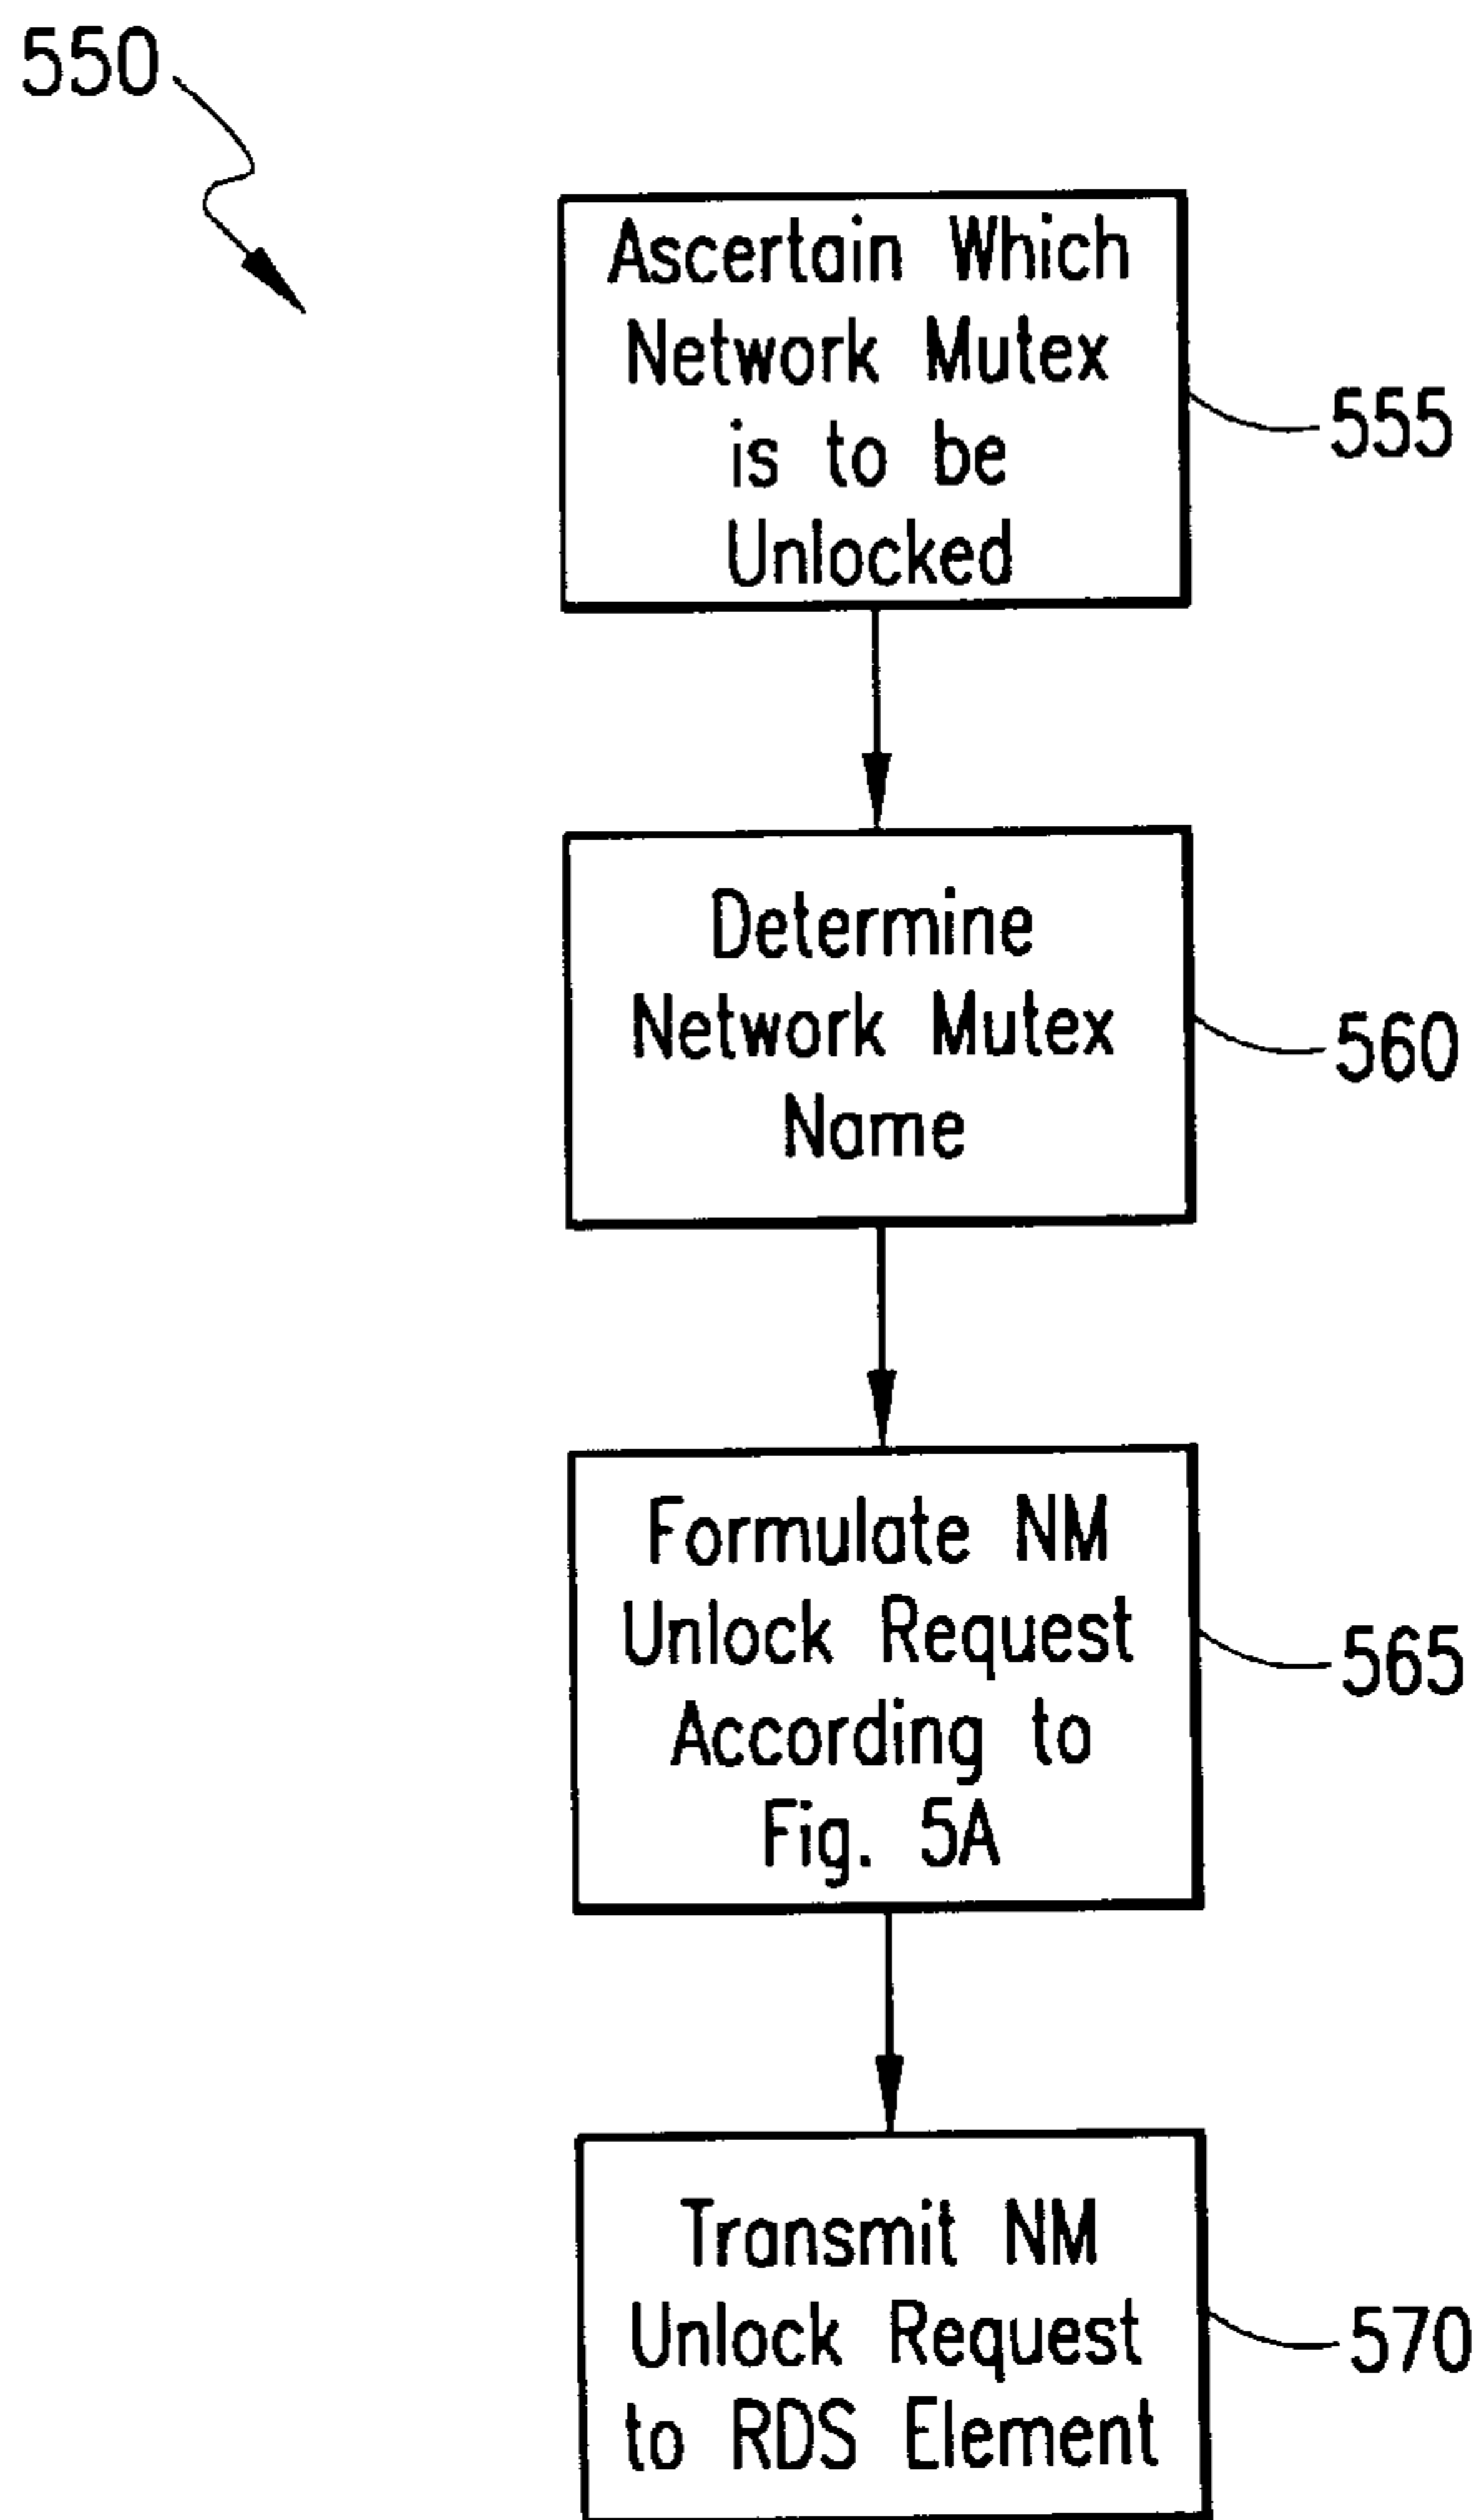 550
Ascertain Which
Network Mutex
is to be
Unlocked
555
Determine
Network Mutex
Name
560
Formulate NM
Unlock Request
According to
Fig. 5A
565
Transmit NM
Unlock Request
to RDS Element
570